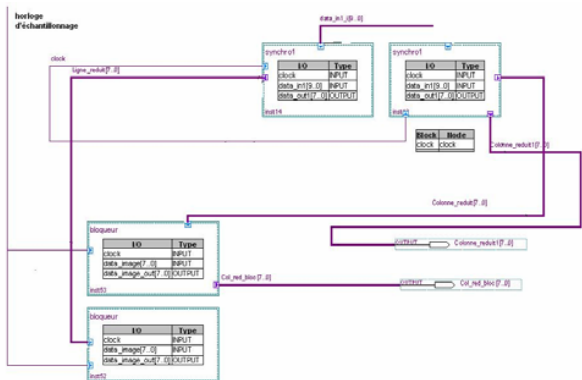 horloge
d'échantillonnage
data_in1_i[9..0]
clock
Ligne_reduit[7..0]
synchro1
I/O Type
clock INPUT
data_in1[9..0] INPUT
data_out1[7..0] OUTPUT
inst14
synchro1
I/O Type
clock INPUT
data_in1[9..0] INPUT
data_out1[7..0] OUTPUT
Block Node
clock clock
Colonne_reduit1[7..0]
Colonne_reduit[7..0]
bloqueur
I/O Type
clock INPUT
data_image[7..0] INPUT
data_image_out[7..0] OUTPUT
inst53
OUTPUT Colonne_reduit1[7..0]
Col_red_bloc[7..0]
OUTPUT Col_red_bloc[7..0]
bloqueur
I/O Type
clock INPUT
data_image[7..0] INPUT
data_image_out[7..0] OUTPUT
inst52